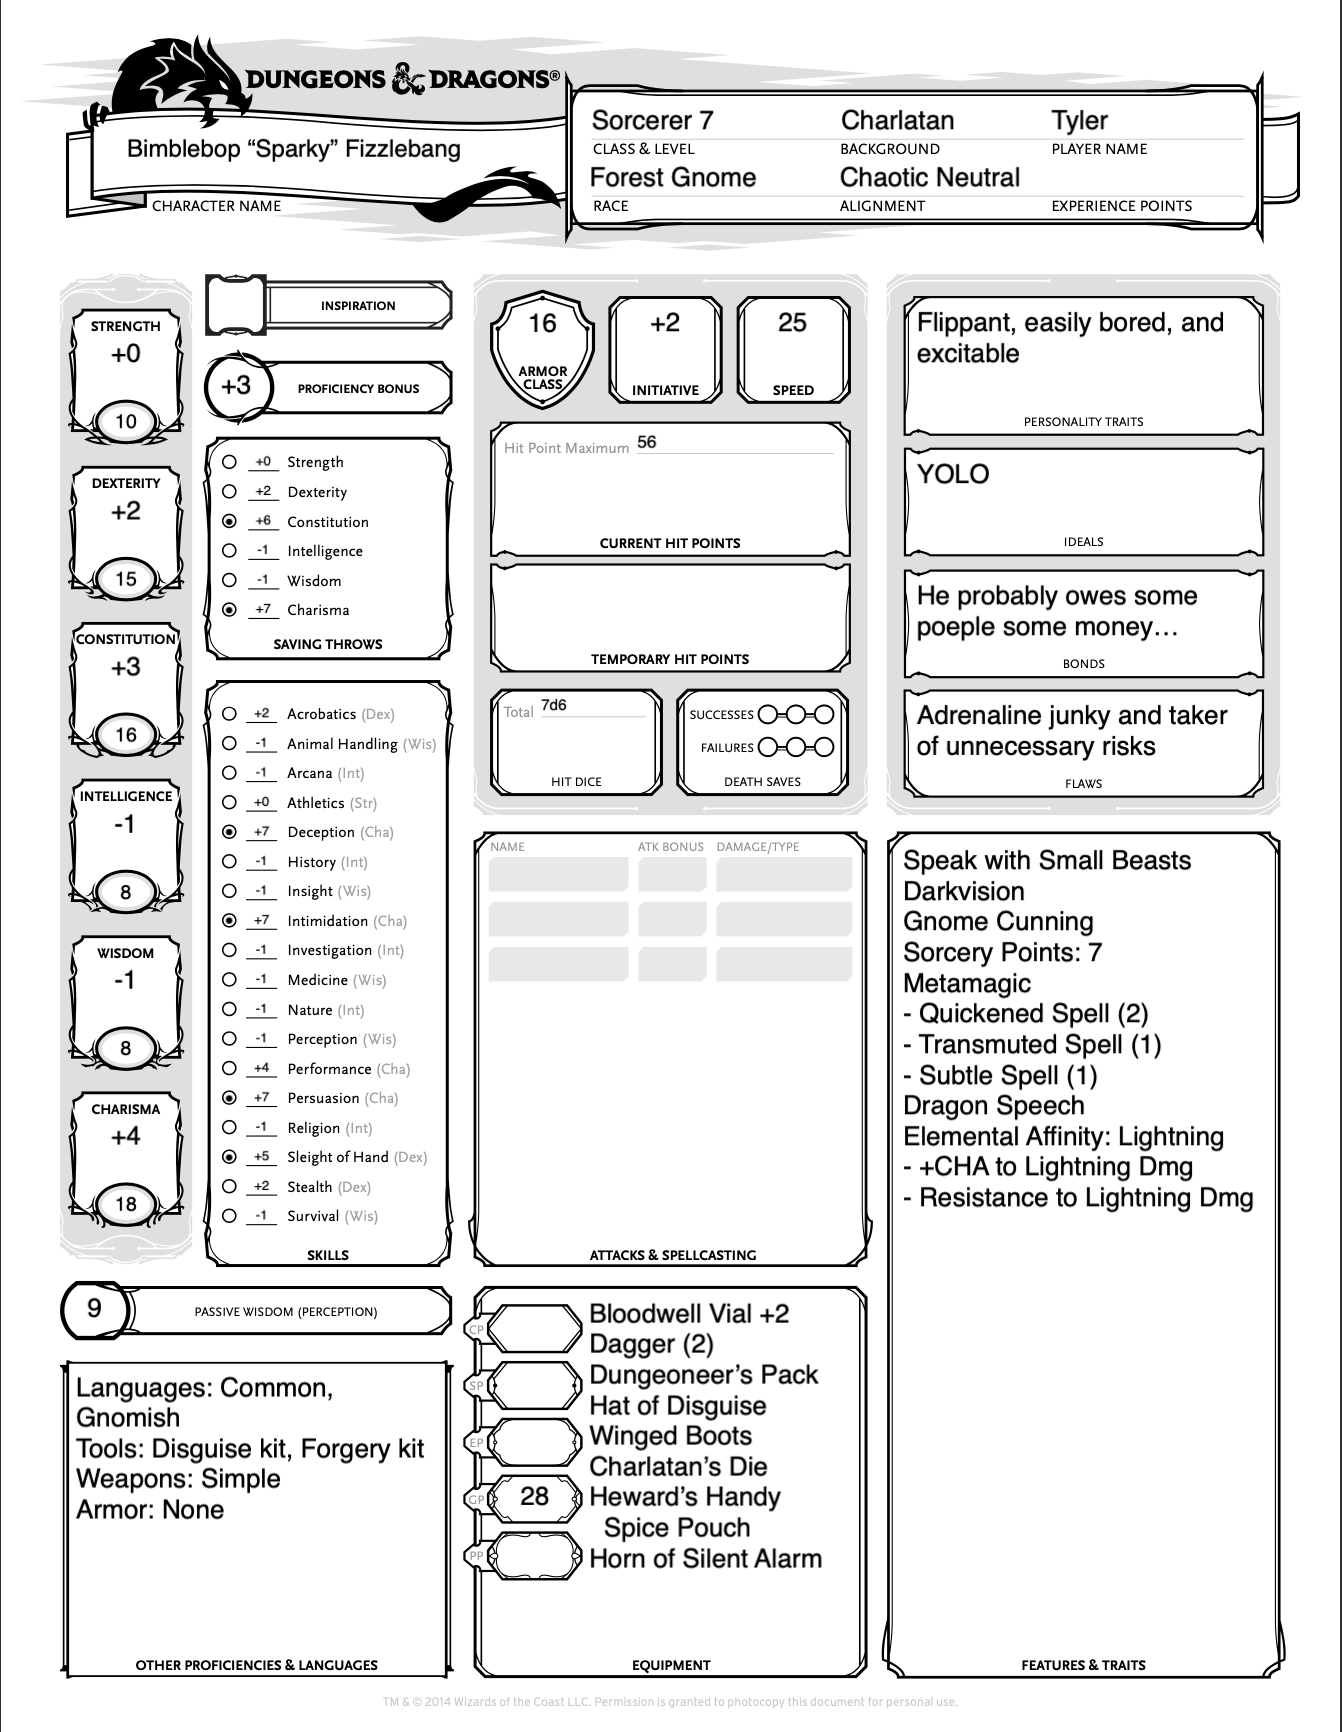 DUNGEONS & DRAGONS®
Bimblebop “Sparky” Fizzlebang
CHARACTER NAME
Sorcerer 7 Charlatan Tyler
CLASS & LEVEL BACKGROUND PLAYER NAME
Forest Gnome Chaotic Neutral
RACE ALIGNMENT EXPERIENCE POINTS
STRENGTH
+0
10
DEXTERITY
+2
15
CONSTITUTION
+3
16
INTELLIGENCE
-1
8
WISDOM
-1
8
CHARISMA
+4
18
INSPIRATION
+3 PROFICIENCY BONUS
+0 Strength
+2 Dexterity
+6 Constitution
-1 Intelligence
-1 Wisdom
+7 Charisma
SAVING THROWS
+2 Acrobatics (Dex)
-1 Animal Handling (Wis)
-1 Arcana (Int)
+0 Athletics (Str)
+7 Deception (Cha)
-1 History (Int)
-1 Insight (Wis)
+7 Intimidation (Cha)
-1 Investigation (Int)
-1 Medicine (Wis)
-1 Nature (Int)
-1 Perception (Wis)
+4 Performance (Cha)
+7 Persuasion (Cha)
-1 Religion (Int)
+5 Sleight of Hand (Dex)
+2 Stealth (Dex)
-1 Survival (Wis)
SKILLS
9 PASSIVE WISDOM (PERCEPTION)
Languages: Common,
Gnomish
Tools: Disguise kit, Forgery kit
Weapons: Simple
Armor: None
OTHER PROFICIENCIES & LANGUAGES
16
ARMOR
CLASS
+2
INITIATIVE
25
SPEED
Hit Point Maximum 56
CURRENT HIT POINTS
TEMPORARY HIT POINTS
Total 7d6
HIT DICE
SUCCESSES
FAILURES
DEATH SAVES
NAME ATK BONUS DAMAGE/TYPE
ATTACKS & SPELLCASTING
CP
SP
EP
GP 28
PP
Bloodwell Vial +2
Dagger (2)
Dungeoneer’s Pack
Hat of Disguise
Winged Boots
Charlatan’s Die
Heward’s Handy
Spice Pouch
Horn of Silent Alarm
EQUIPMENT
Flippant, easily bored, and
excitable
PERSONALITY TRAITS
YOLO
IDEALS
He probably owes some
poeple some money…
BONDS
Adrenaline junky and taker
of unnecessary risks
FLAWS
Speak with Small Beasts
Darkvision
Gnome Cunning
Sorcery Points: 7
Metamagic
- Quickened Spell (2)
- Transmuted Spell (1)
- Subtle Spell (1)
Dragon Speech
Elemental Affinity: Lightning
- +CHA to Lightning Dmg
- Resistance to Lightning Dmg
FEATURES & TRAITS
TM & © 2014 Wizards of the Coast LLC. Permission is granted to photocopy this document for personal use.